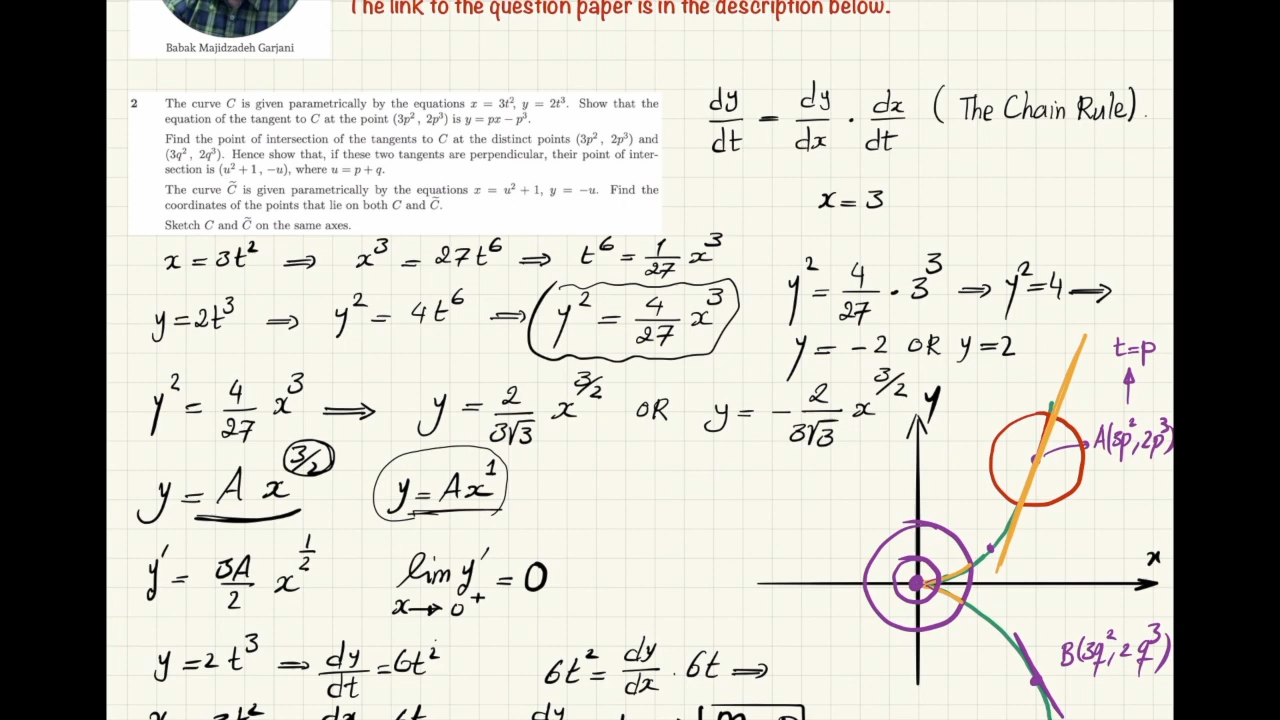 The link to the question paper is in the description below.
Babak Majidzadeh Garjani
2 The curve C is given parametrically by the equations x = 3t², y = 2t³. Show that the
equation of the tangent to C at the point (3p², 2p³) is y = px − p³.
Find the point of intersection of the tangents to C at the distinct points (3p², 2p³) and
(3q², 2q³). Hence show that, if these two tangents are perpendicular, their point of inter-
section is (u² + 1, −u), where u = p + q.
The curve C̃ is given parametrically by the equations x = u² + 1, y = −u. Find the
coordinates of the points that lie on both C and C̃.
Sketch C and C̃ on the same axes.
dy/dt = dy/dx · dx/dt (The Chain Rule).
x = 3
x = 3t² ⇒ x³ = 27t⁶ ⇒ t⁶ = 1/27 x³
y = 2t³ ⇒ y² = 4t⁶ ⇒ y² = 4/27 x³
y² = 4/27 · 3³ ⇒ y² = 4 ⇒
y = −2 OR y = 2
y² = 4/27 x³ ⇒ y = 2/3√3 x^3/2 OR y = − 2/3√3 x^3/2
y = A x^3/2 y = Ax¹
y' = 3A/2 x^1/2 lim x→0⁺ y' = 0
y = 2t³ ⇒ dy/dt = 6t² 6t² = dy/dx · 6t ⇒
y
t = p
A(3p², 2p³)
x
B(3q², 2q³)